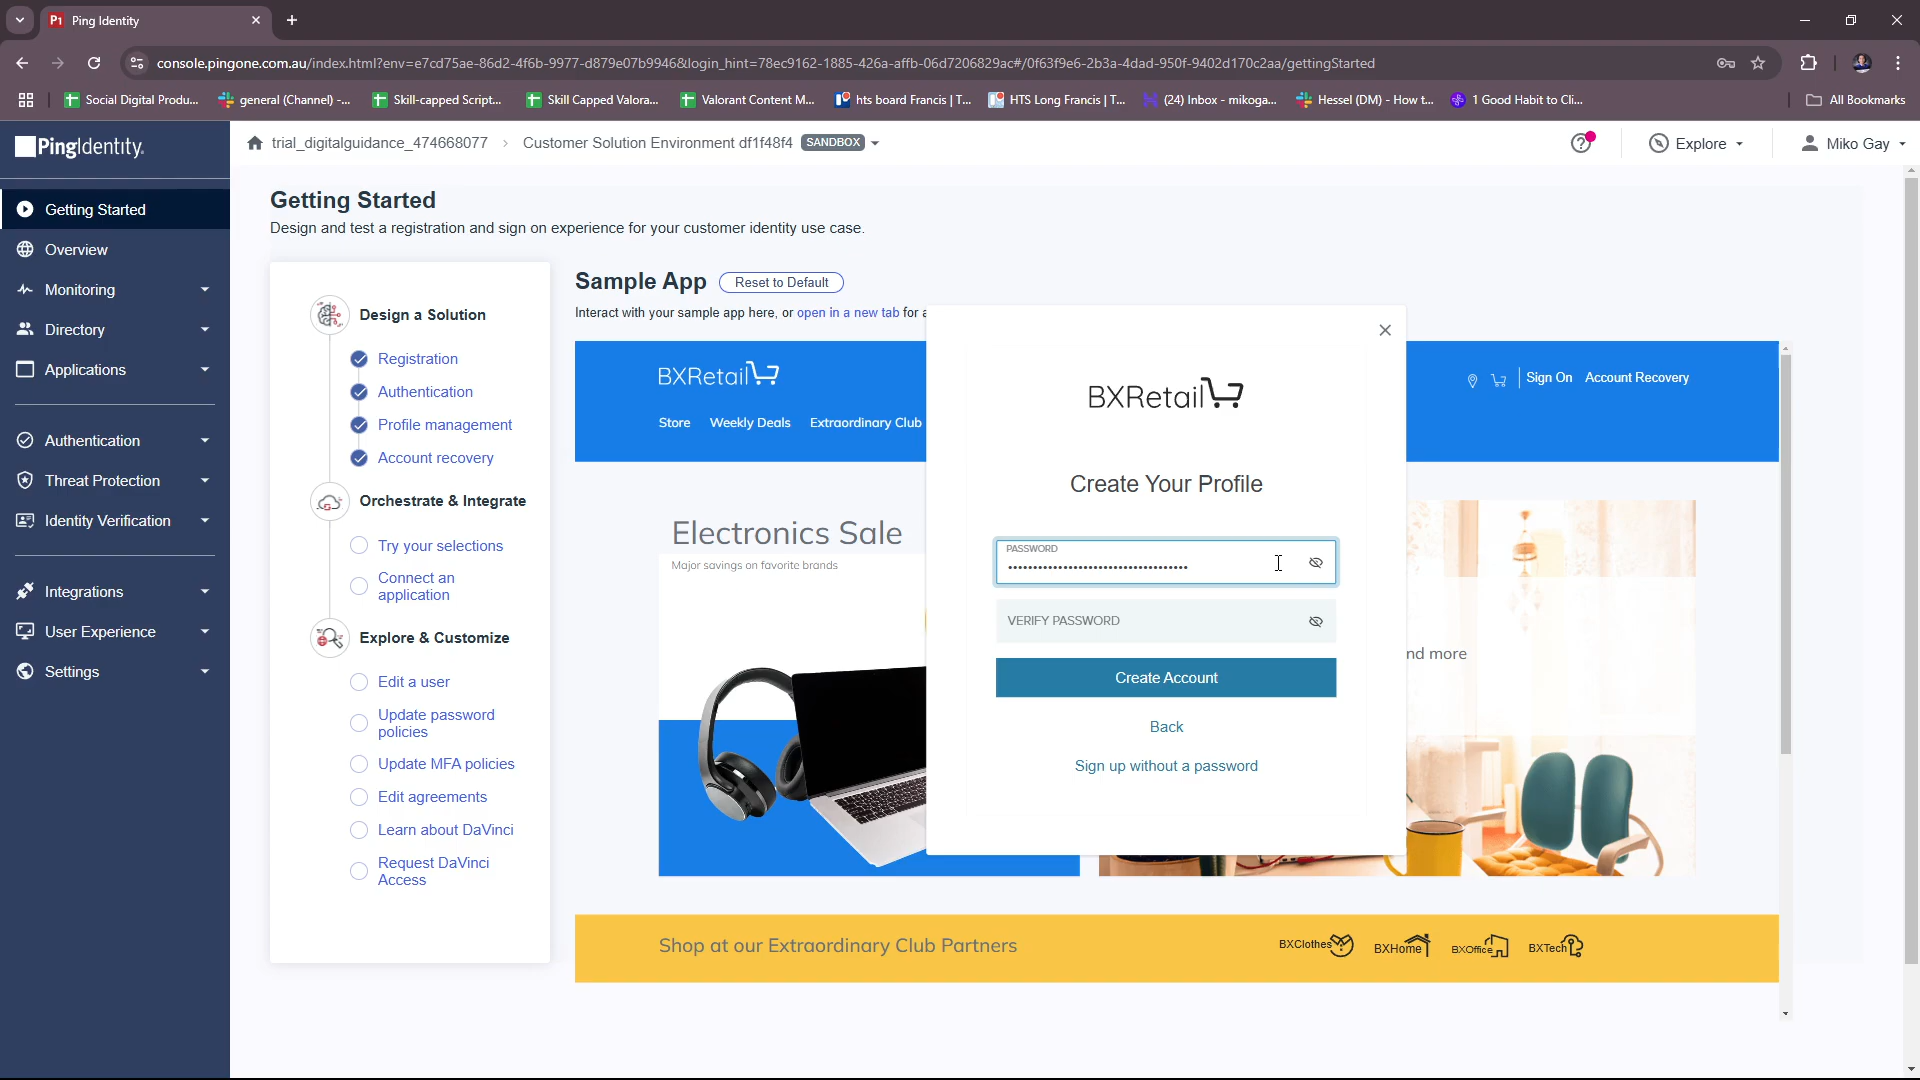 Ping Identity
console.pingone.com.au/index.html?env=e7cd75ae-86d2-4f6b-9977-d879e07b9946&login_hint=78ec9162-1885-426a-affb-06d7206829ac#/0f63f9e6-2b3a-4dad-950f-9402d170c2aa/gettingStarted
Social Digital Produ...
general (Channel) -...
Skill-capped Script...
Skill Capped Valora...
Valorant Content M...
hts board Francis | T...
HTS Long Francis | T...
(24) Inbox - mikoga...
Hessel (DM) - How t...
1 Good Habit to Cli...
All Bookmarks
PingIdentity.
trial_digitalguidance_474668077
Customer Solution Environment df1f48f4
SANDBOX
Explore
Miko Gay
Getting Started
Overview
Monitoring
Directory
Applications
Authentication
Threat Protection
Identity Verification
Integrations
User Experience
Settings
Getting Started
Design and test a registration and sign on experience for your customer identity use case.
Design a Solution
Registration
Authentication
Profile management
Account recovery
Orchestrate & Integrate
Try your selections
Connect an
application
Explore & Customize
Edit a user
Update password
policies
Update MFA policies
Edit agreements
Learn about DaVinci
Request DaVinci
Access
Sample App
Reset to Default
Interact with your sample app here, or open in a new tab for
BXRetail
Store
Weekly Deals
Extraordinary Club
Sign On
Account Recovery
Electronics Sale
Major savings on favorite brands
nd more
BXRetail
Create Your Profile
PASSWORD
VERIFY PASSWORD
Create Account
Back
Sign up without a password
Shop at our Extraordinary Club Partners
BXClothes
BXHome
BXOffice
BXTech